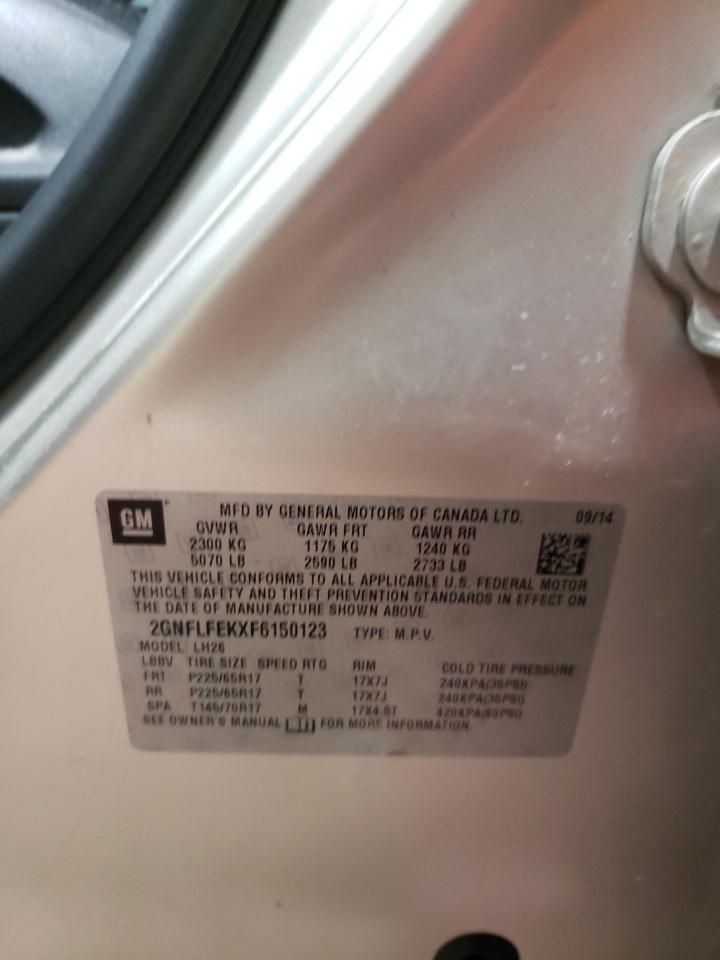 GM
MFD BY GENERAL MOTORS OF CANADA LTD. 09/14
GVWR GAWR FRT GAWR RR
2300 KG 1175 KG 1240 KG
5070 LB 2590 LB 2733 LB
THIS VEHICLE CONFORMS TO ALL APPLICABLE U.S. FEDERAL MOTOR
VEHICLE SAFETY AND THEFT PREVENTION STANDARDS IN EFFECT ON
THE DATE OF MANUFACTURE SHOWN ABOVE.
2GNFLFEKXF6150123 TYPE: M.P.V.
MODEL: LH26
LBBV TIRE SIZE SPEED RTG RIM COLD TIRE PRESSURE
FRT P225/65R17 T 17X7J 240KPA(35PSI)
RR P225/65R17 T 17X7J 240KPA(35PSI)
SPA T145/70R17 M 17X4.5T 420KPA(60PSI)
SEE OWNER'S MANUAL FOR MORE INFORMATION.